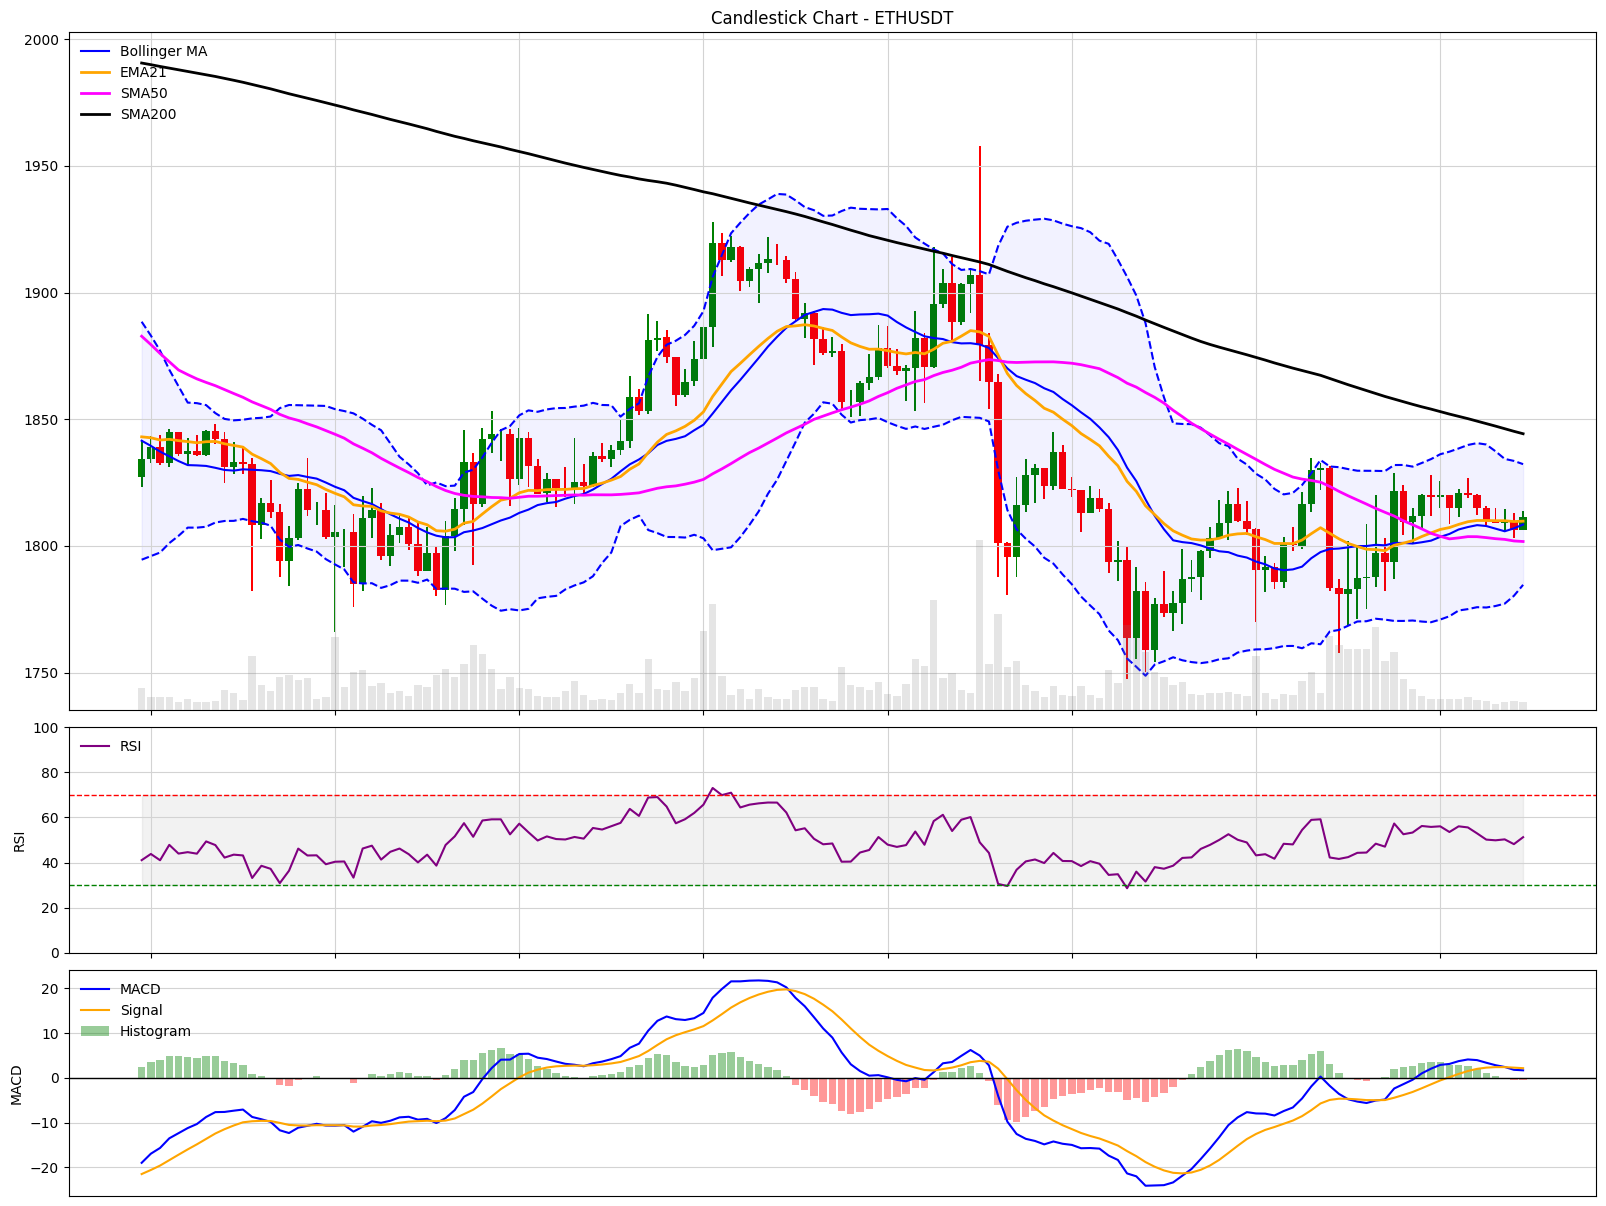 Candlestick Chart - ETHUSDT
2000
1950
1900
1850
1800
1750
Bollinger MA
EMA21
SMA50
SMA200
100
80
60
40
20
0
RSI
RSI
20
10
0
−10
−20
MACD
MACD
Signal
Histogram